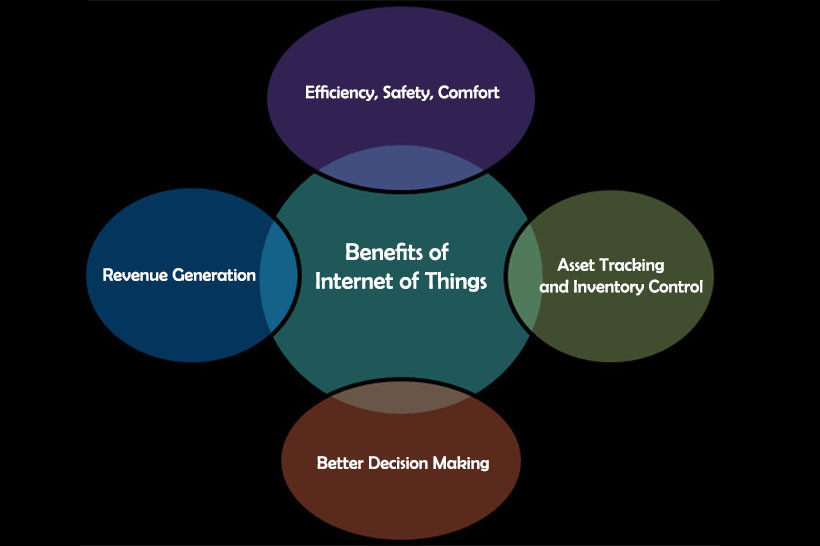 Efficiency, Safety, Comfort
Benefits of
Internet of Things
Revenue Generation
Asset Tracking
and Inventory Control
Better Decision Making